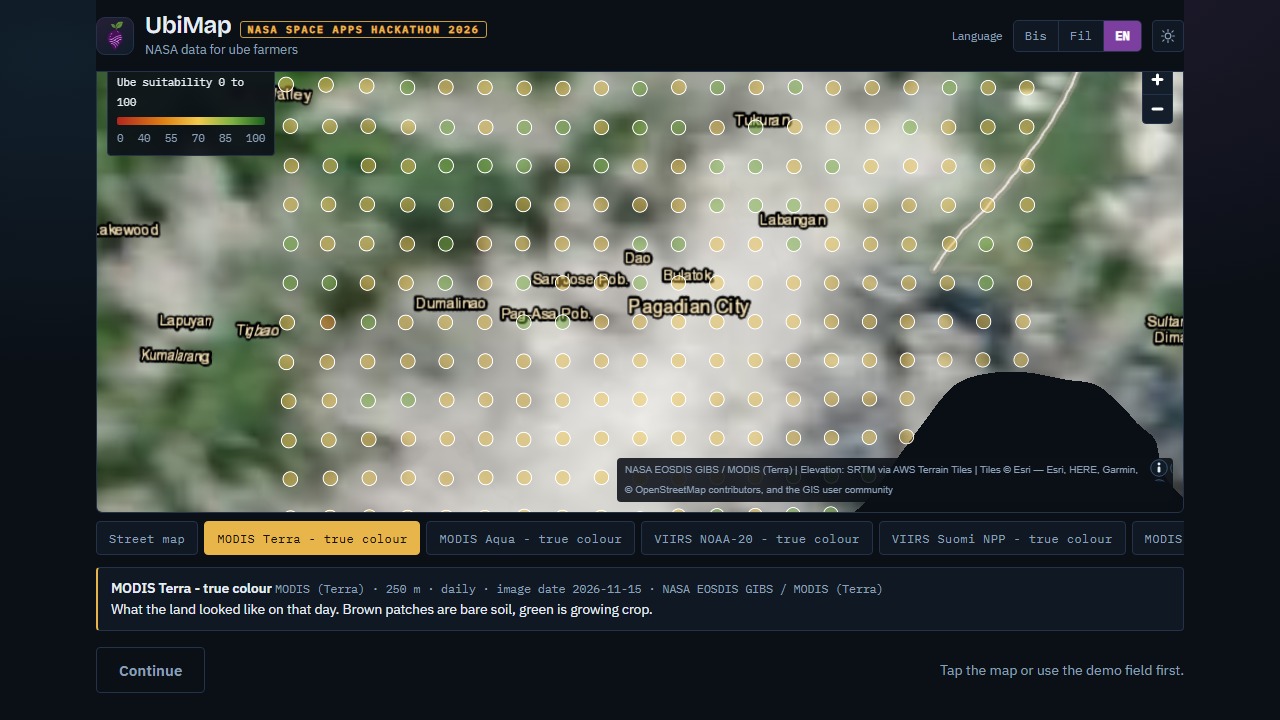 UbiMap NASA SPACE APPS HACKATHON 2026
NASA data for ube farmers
Language Bis Fil EN
Ube suitability 0 to
100
0 40 55 70 85 100
Valley
Tukuran
Labangan
Lakewood
Dao
San Jose Pob.
Bulatok
Dumalinao
Pagadian City
Pag-Asa Pob.
Lapuyan
Tigbao
Kumalarang
Sultan
Dima
NASA EOSDIS GIBS / MODIS (Terra) | Elevation: SRTM via AWS Terrain Tiles | Tiles © Esri — Esri, HERE, Garmin,
© OpenStreetMap contributors, and the GIS user community
Street map
MODIS Terra - true colour
MODIS Aqua - true colour
VIIRS NOAA-20 - true colour
VIIRS Suomi NPP - true colour
MODIS
MODIS Terra - true colour MODIS (Terra) · 250 m · daily · image date 2026-11-15 · NASA EOSDIS GIBS / MODIS (Terra)
What the land looked like on that day. Brown patches are bare soil, green is growing crop.
Continue
Tap the map or use the demo field first.